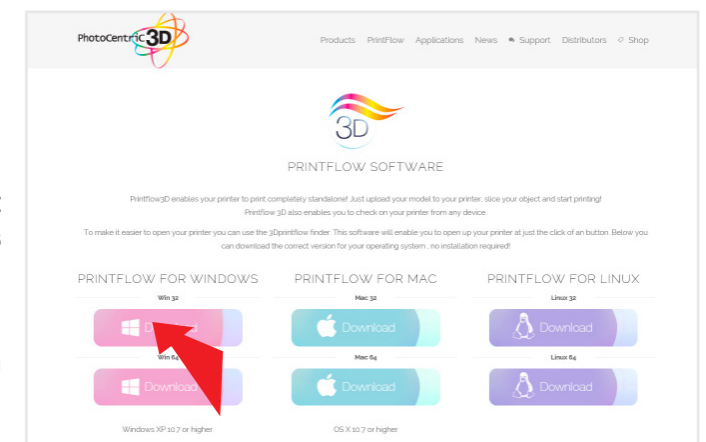 PhotoCentric 3D
Products PrintFlow Applications News Support Distributors Shop
3D
PRINTFLOW SOFTWARE
Printflow3D enables your printer to print completely standalone! Just upload your model to your printer, slice your object and start printing!
Printflow 3D also enables you to check on your printer from any device
To make it easier to open your printer you can use the 3Dprintflow finder. This software will enable you to open up your printer at just the click of an button. Below you
can download the correct version for your operating system , no installation required!
PRINTFLOW FOR WINDOWS PRINTFLOW FOR MAC PRINTFLOW FOR LINUX
Win 32 Mac 32 Linux 32
Download Download
Win 64 Mac 64 Linux 64
Download Download Download
Windows XP 10.7 or higher OS X 10.7 or higher